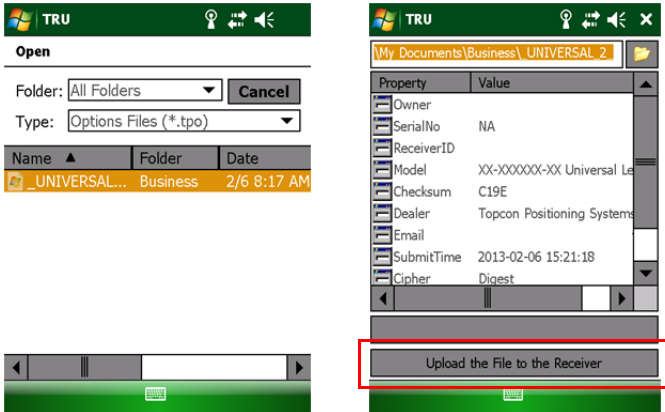 TRU
Open
Folder: All Folders Cancel
Type: Options Files (*.tpo)
Name Folder Date
_UNIVERSAL... Business 2/6 8:17 AM
TRU
\My Documents\Business\_UNIVERSAL_2
Property Value
Owner
SerialNo NA
ReceiverID
Model XX-XXXXXX-XX Universal Le
Checksum C19E
Dealer Topcon Positioning Systems
Email
SubmitTime 2013-02-06 15:21:18
Cipher Digest
Upload the File to the Receiver